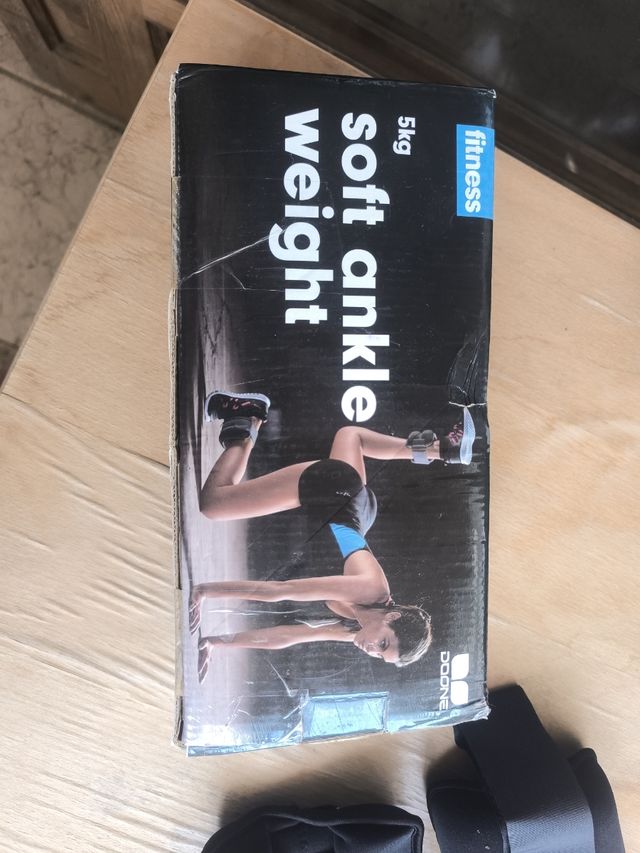 fitness
5kg
soft ankle
weight
DOONE